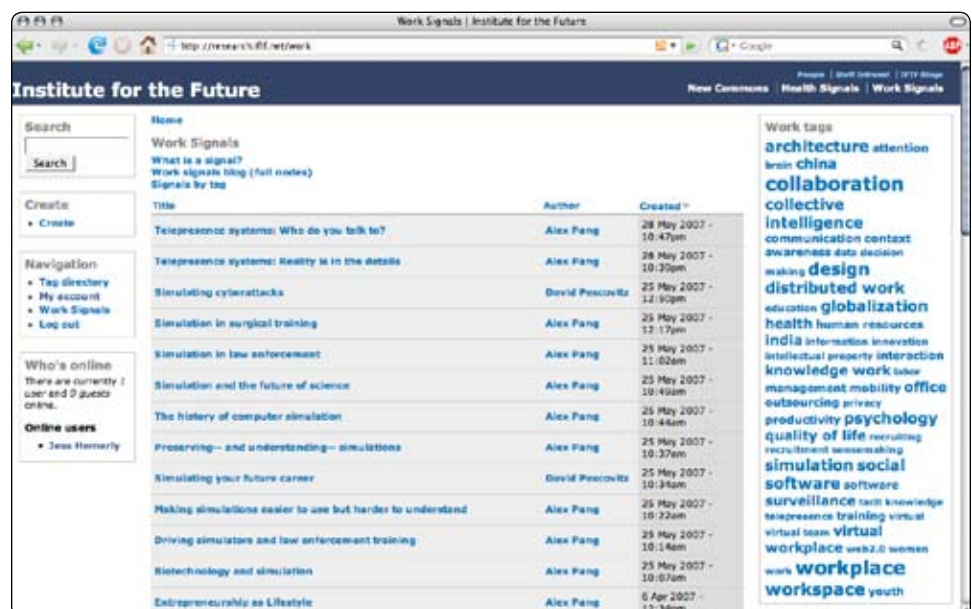 Work Signals | Institute for the Future
http://research.iftf.net/work
Google
ABP
People | Staff Intranet | IFTF Blogs
Institute for the Future
New Commons | Health Signals | Work Signals
Search
Search
Create
Create
Navigation
Tag directory
My account
Work Signals
Log out
Who's online
There are currently 1
user and 0 guests
online.
Online users
Jess Hemerly
Home
Work Signals
What is a signal?
Work signals blog (full nodes)
Signals by tag
Title Author Created
Telepresence systems: Who do you talk to? Alex Pang 28 May 2007 -
10:47pm
Telepresence systems: Reality is in the details Alex Pang 28 May 2007 -
10:30pm
Simulating cyberattacks David Pescovitz 25 May 2007 -
12:50pm
Simulation in surgical training Alex Pang 25 May 2007 -
12:17pm
Simulation in law enforcement Alex Pang 25 May 2007 -
11:02am
Simulation and the future of science Alex Pang 25 May 2007 -
10:49am
The history of computer simulation Alex Pang 25 May 2007 -
10:44am
Preserving-- and understanding-- simulations Alex Pang 25 May 2007 -
10:37am
Simulating your future career David Pescovitz 25 May 2007 -
10:34am
Making simulations easier to use but harder to understand Alex Pang 25 May 2007 -
10:22am
Driving simulators and law enforcement training Alex Pang 25 May 2007 -
10:14am
Biotechnology and simulation Alex Pang 25 May 2007 -
10:07am
Entrepreneurship as Lifestyle Alex Pang 6 Apr 2007 -
Work tags
architecture attention
brain china
collaboration
collective
intelligence
communication context
awareness data decision
making design
distributed work
education globalization
health human resources
india information innovation
intellectual property interaction
knowledge work labor
management mobility office
outsourcing privacy
productivity psychology
quality of life recruiting
recruitment sensemaking
simulation social
software software
surveillance tacit knowledge
telepresence training virtual
virtual team virtual
workplace web2.0 women
work workplace
workspace youth